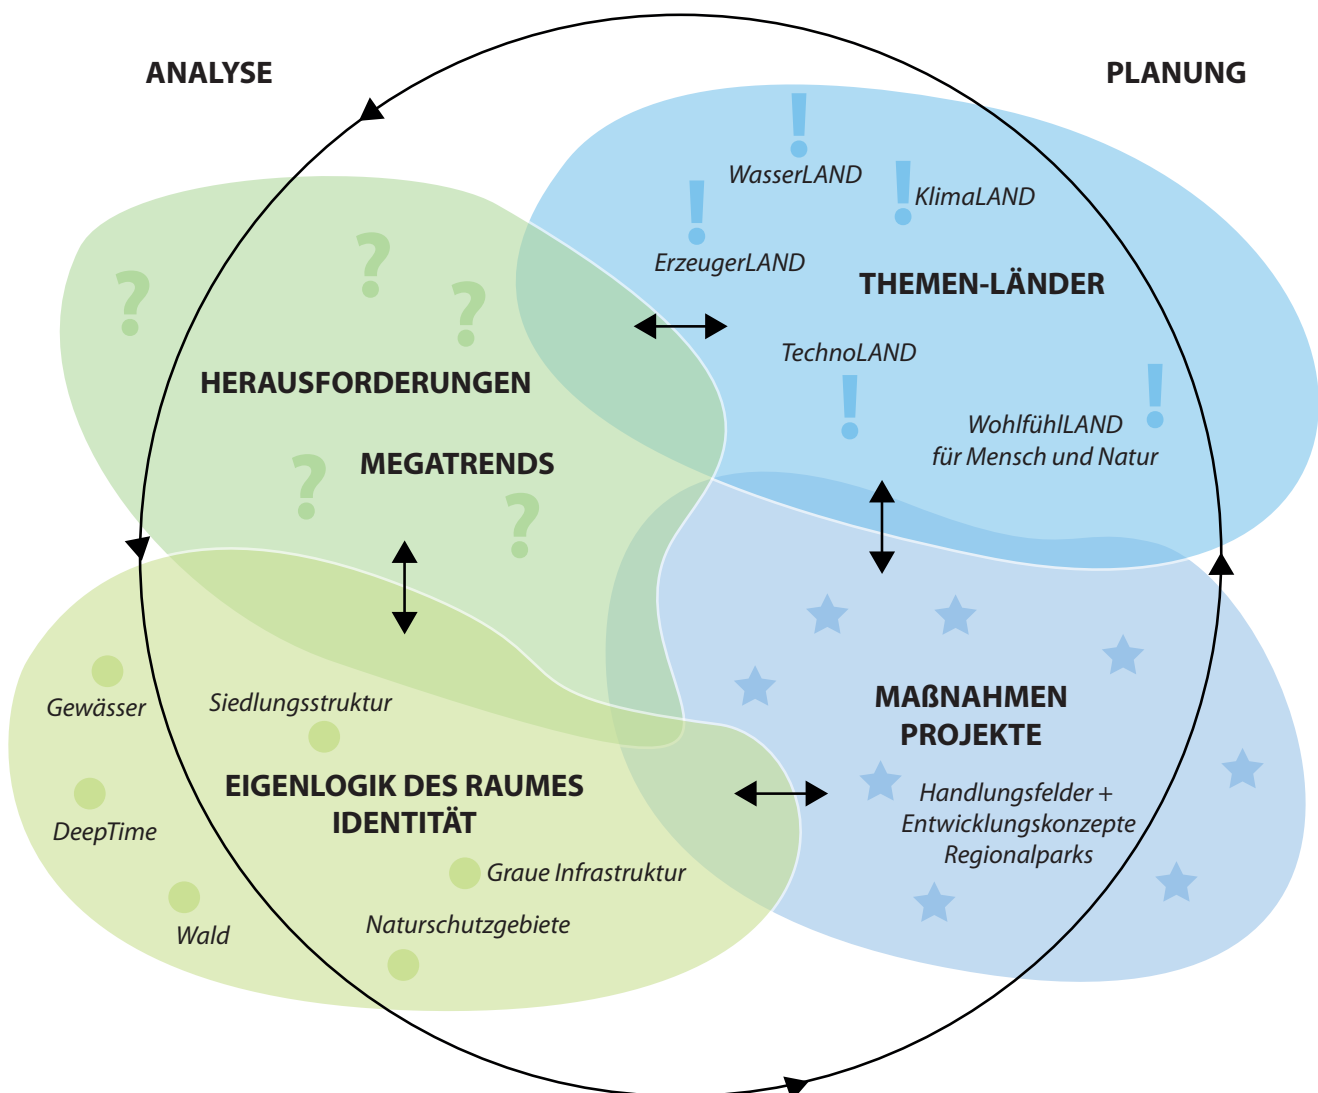 ANALYSE
PLANUNG
WasserLAND
KlimaLAND
ErzeugerLAND
THEMEN-LÄNDER
TechnoLAND
WohlfühlLAND
für Mensch und Natur
HERAUSFORDERUNGEN
MEGATRENDS
Gewässer
Siedlungsstruktur
EIGENLOGIK DES RAUMES
IDENTITÄT
DeepTime
Graue Infrastruktur
Wald
Naturschutzgebiete
MAßNAHMEN
PROJEKTE
Handlungsfelder +
Entwicklungskonzepte
Regionalparks